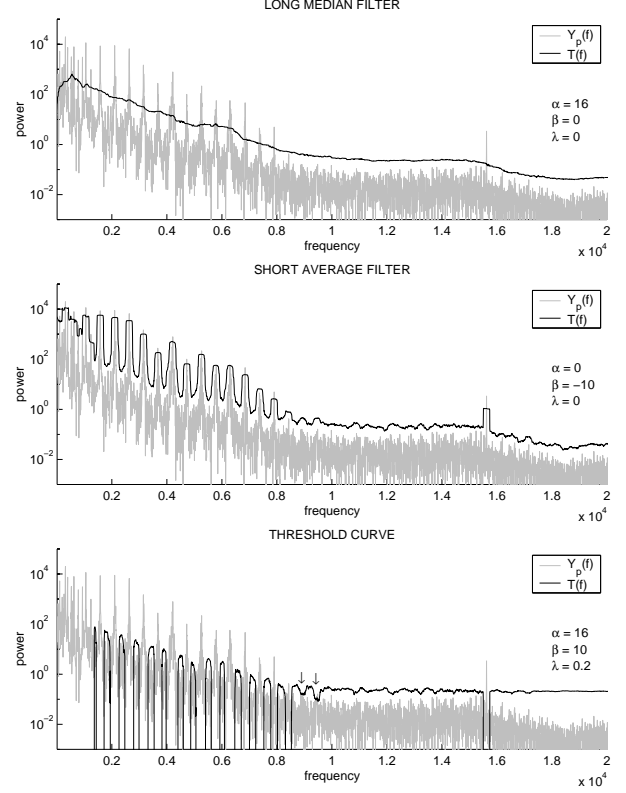 LONG MEDIAN FILTER
10^4
10^2
10^0
10^−2
power
Y_p(f)
T(f)
α = 16
β = 0
λ = 0
0.2 0.4 0.6 0.8 1 1.2 1.4 1.6 1.8 2
frequency
x 10^4
SHORT AVERAGE FILTER
10^4
10^2
10^0
10^−2
power
Y_p(f)
T(f)
α = 0
β = −10
λ = 0
0.2 0.4 0.6 0.8 1 1.2 1.4 1.6 1.8 2
frequency
x 10^4
THRESHOLD CURVE
10^4
10^2
10^0
10^−2
power
Y_p(f)
T(f)
α = 16
β = 10
λ = 0.2
0.2 0.4 0.6 0.8 1 1.2 1.4 1.6 1.8 2
frequency
x 10^4